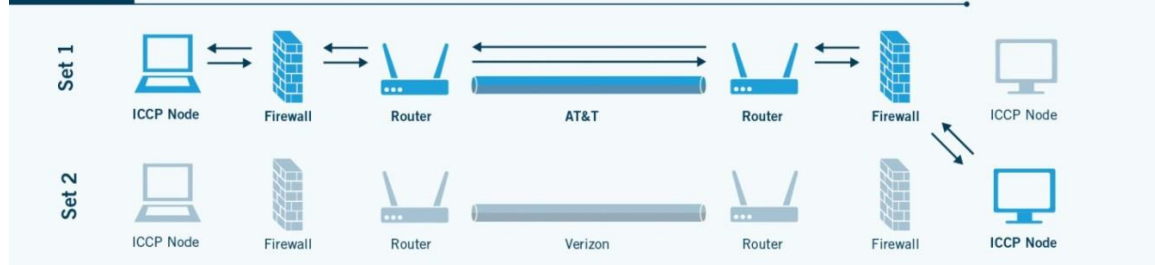 Set 1
ICCP Node Firewall Router AT&T Router Firewall ICCP Node
Set 2
ICCP Node Firewall Router Verizon Router Firewall ICCP Node